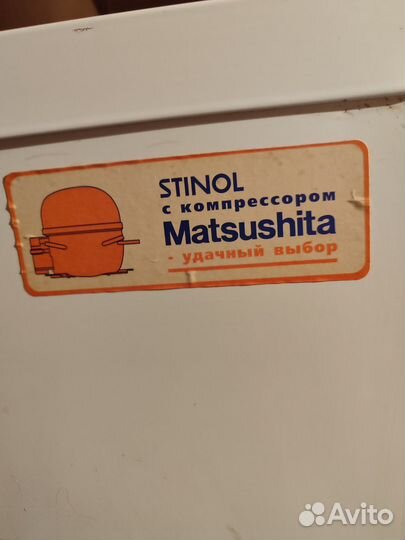 STINOL
с компрессором
Matsushita
- удачный выбор
Avito